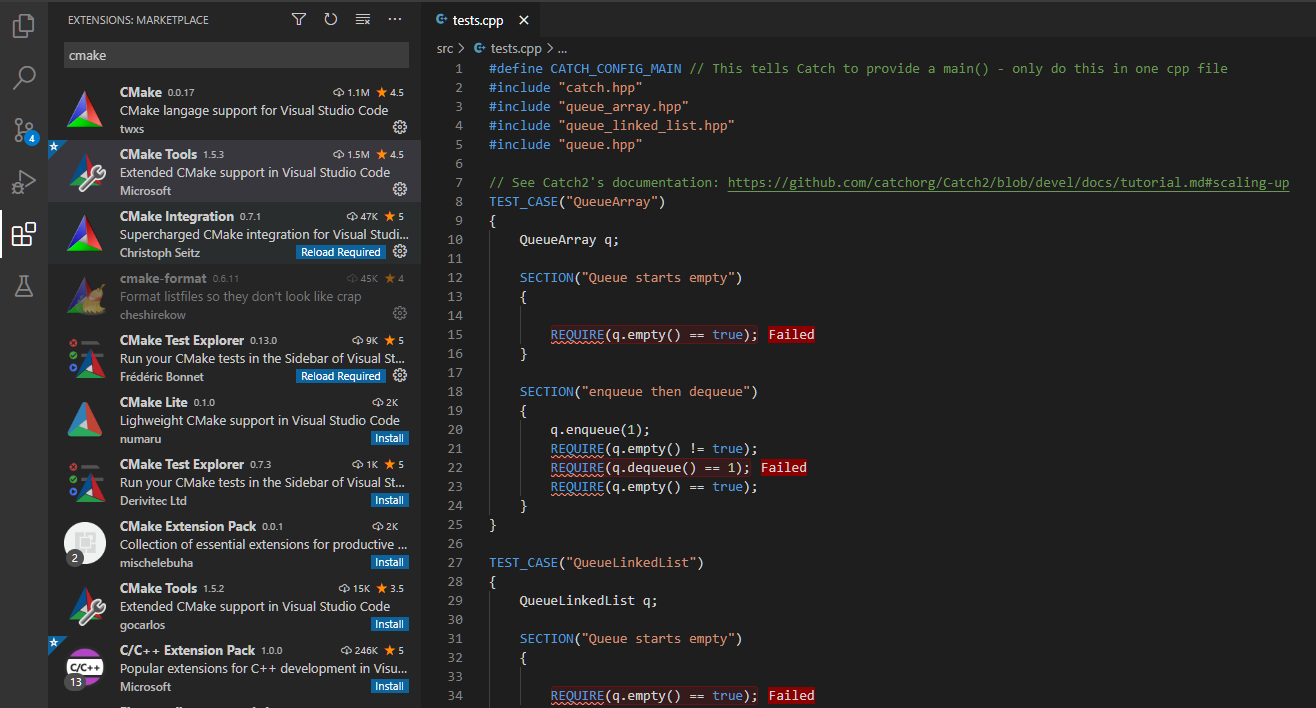 EXTENSIONS: MARKETPLACE
cmake
CMake 0.0.17 1.1M 4.5
CMake langage support for Visual Studio Code
twxs
CMake Tools 1.5.3 1.5M 4.5
Extended CMake support in Visual Studio Code
Microsoft
CMake Integration 0.7.1 47K 5
Supercharged CMake integration for Visual Studi...
Christoph Seitz Reload Required
cmake-format 0.6.11 45K 4
Format listfiles so they don't look like crap
cheshirekow
CMake Test Explorer 0.13.0 9K 5
Run your CMake tests in the Sidebar of Visual St...
Frédéric Bonnet Reload Required
CMake Lite 0.1.0 2K
Lighweight CMake support in Visual Studio Code
numaru Install
CMake Test Explorer 0.7.3 1K 5
Run your CMake tests in the Sidebar of Visual St...
Derivitec Ltd Install
CMake Extension Pack 0.0.1 2K
Collection of essential extensions for productive ...
2 mischelebuha Install
CMake Tools 1.5.2 15K 3.5
Extended CMake support in Visual Studio Code
gocarlos Install
C/C++ Extension Pack 1.0.0 246K 5
C/C++ Popular extensions for C++ development in Visu...
13 Microsoft Install
4
tests.cpp
src > tests.cpp > ...
1 #define CATCH_CONFIG_MAIN // This tells Catch to provide a main() - only do this in one cpp file
2 #include "catch.hpp"
3 #include "queue_array.hpp"
4 #include "queue_linked_list.hpp"
5 #include "queue.hpp"
6
7 // See Catch2's documentation: https://github.com/catchorg/Catch2/blob/devel/docs/tutorial.md#scaling-up
8 TEST_CASE("QueueArray")
9 {
10 QueueArray q;
11
12 SECTION("Queue starts empty")
13 {
14
15 REQUIRE(q.empty() == true); Failed
16 }
17
18 SECTION("enqueue then dequeue")
19 {
20 q.enqueue(1);
21 REQUIRE(q.empty() != true);
22 REQUIRE(q.dequeue() == 1); Failed
23 REQUIRE(q.empty() == true);
24 }
25 }
26
27 TEST_CASE("QueueLinkedList")
28 {
29 QueueLinkedList q;
30
31 SECTION("Queue starts empty")
32 {
33
34 REQUIRE(q.empty() == true); Failed